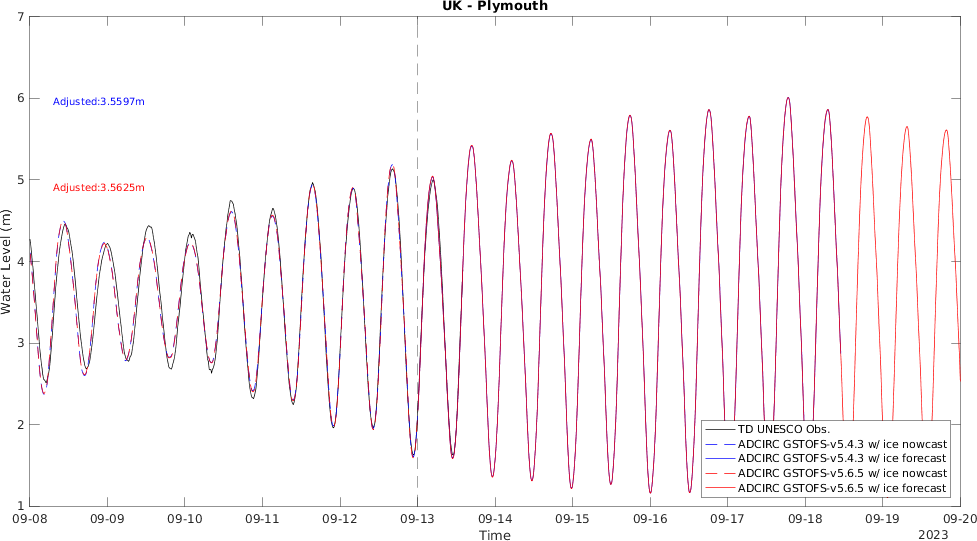 UK - Plymouth
7
6
5
4
3
2
1
Water Level (m)
Adjusted:3.5597m
Adjusted:3.5625m
TD UNESCO Obs.
ADCIRC GSTOFS-v5.4.3 w/ ice nowcast
ADCIRC GSTOFS-v5.4.3 w/ ice forecast
ADCIRC GSTOFS-v5.6.5 w/ ice nowcast
ADCIRC GSTOFS-v5.6.5 w/ ice forecast
09-08 09-09 09-10 09-11 09-12 09-13 09-14 09-15 09-16 09-17 09-18 09-19 09-20
Time
2023